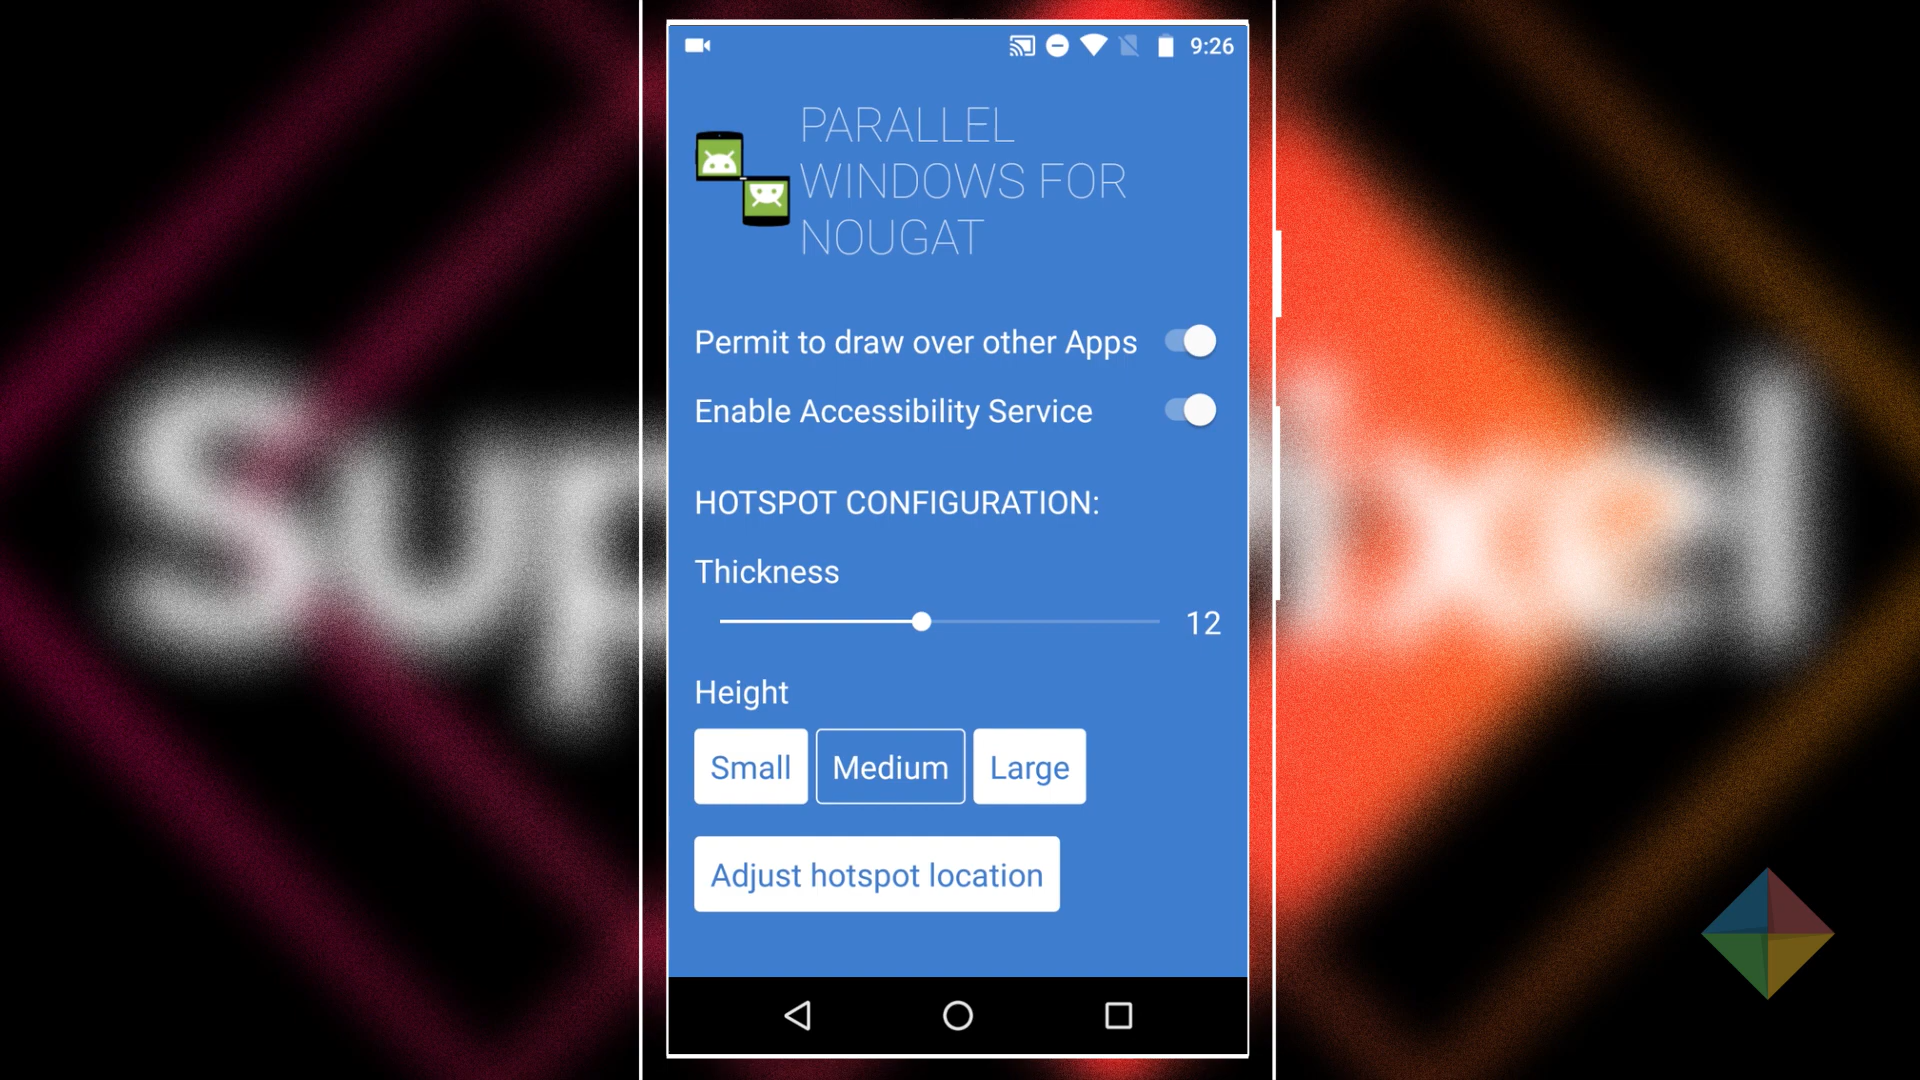 9:26
PARALLEL
WINDOWS FOR
NOUGAT
Permit to draw over other Apps
Enable Accessibility Service
HOTSPOT CONFIGURATION:
Thickness
12
Height
Small Medium Large
Adjust hotspot location